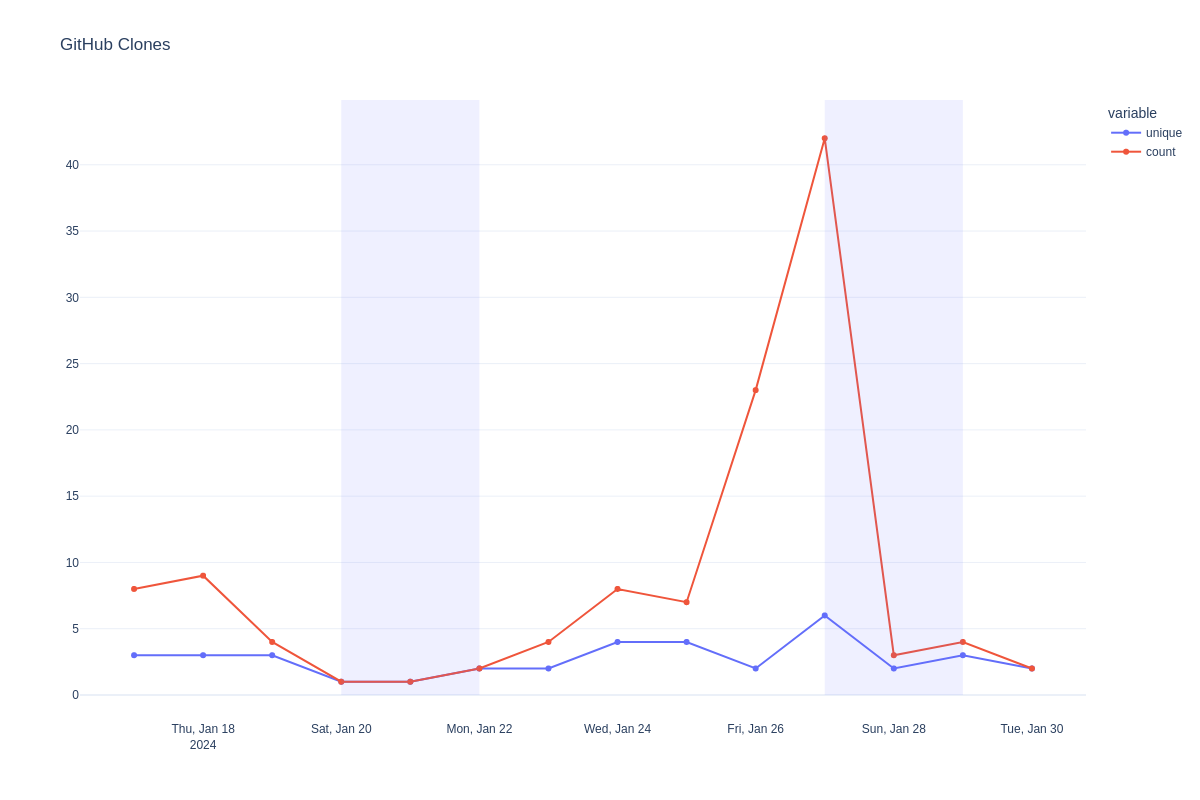 GitHub Clones
variable
unique
count
40
35
30
25
20
15
10
5
0
Thu, Jan 18
2024
Sat, Jan 20
Mon, Jan 22
Wed, Jan 24
Fri, Jan 26
Sun, Jan 28
Tue, Jan 30